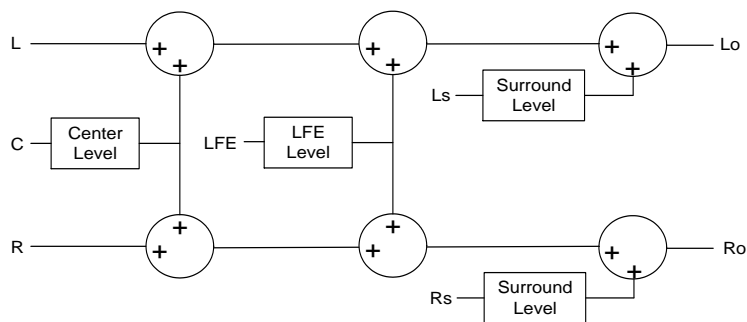 L
+
+
+
+
+
+
Lo
Ls
Surround
Level
C
Center
Level
LFE
LFE
Level
R
+
+
+
+
+
+
Ro
Rs
Surround
Level